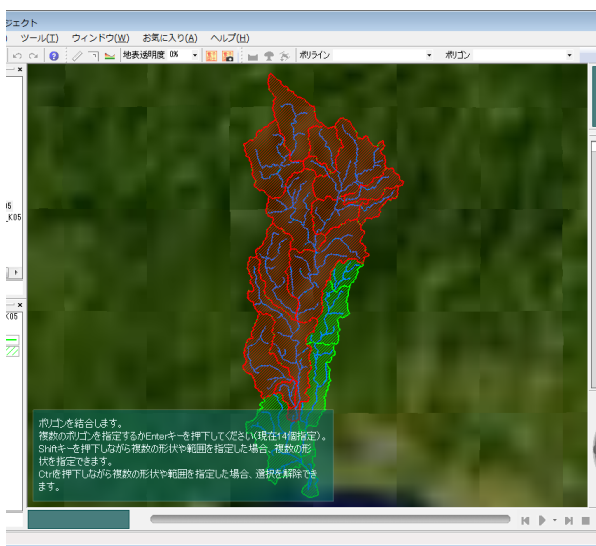 ジェクト
ツール(T) ウィンドウ(W) お気に入り(A) ヘルプ(H)
地表透明度 0% ポリライン ポリゴン
05
_K05
K05
ポリゴンを結合します。
複数のポリゴンを指定するかEnterキーを押下してください(現在14個指定)。
Shiftキーを押下しながら複数の形状や範囲を指定した場合、複数の形
状を指定できます。
Ctrlを押下しながら複数の形状や範囲を指定した場合、選択を解除でき
ます。